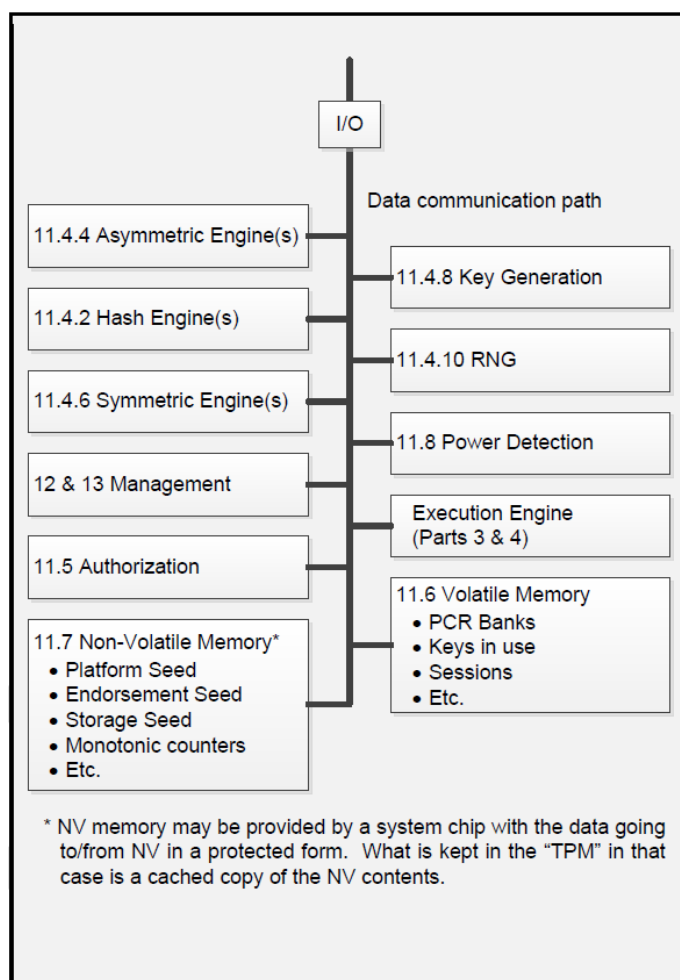 I/O
Data communication path
11.4.4 Asymmetric Engine(s)
11.4.8 Key Generation
11.4.2 Hash Engine(s)
11.4.10 RNG
11.4.6 Symmetric Engine(s)
11.8 Power Detection
12 & 13 Management
Execution Engine
(Parts 3 & 4)
11.5 Authorization
11.6 Volatile Memory
• PCR Banks
• Keys in use
• Sessions
• Etc.
11.7 Non-Volatile Memory*
• Platform Seed
• Endorsement Seed
• Storage Seed
• Monotonic counters
• Etc.
* NV memory may be provided by a system chip with the data going
to/from NV in a protected form. What is kept in the “TPM” in that
case is a cached copy of the NV contents.